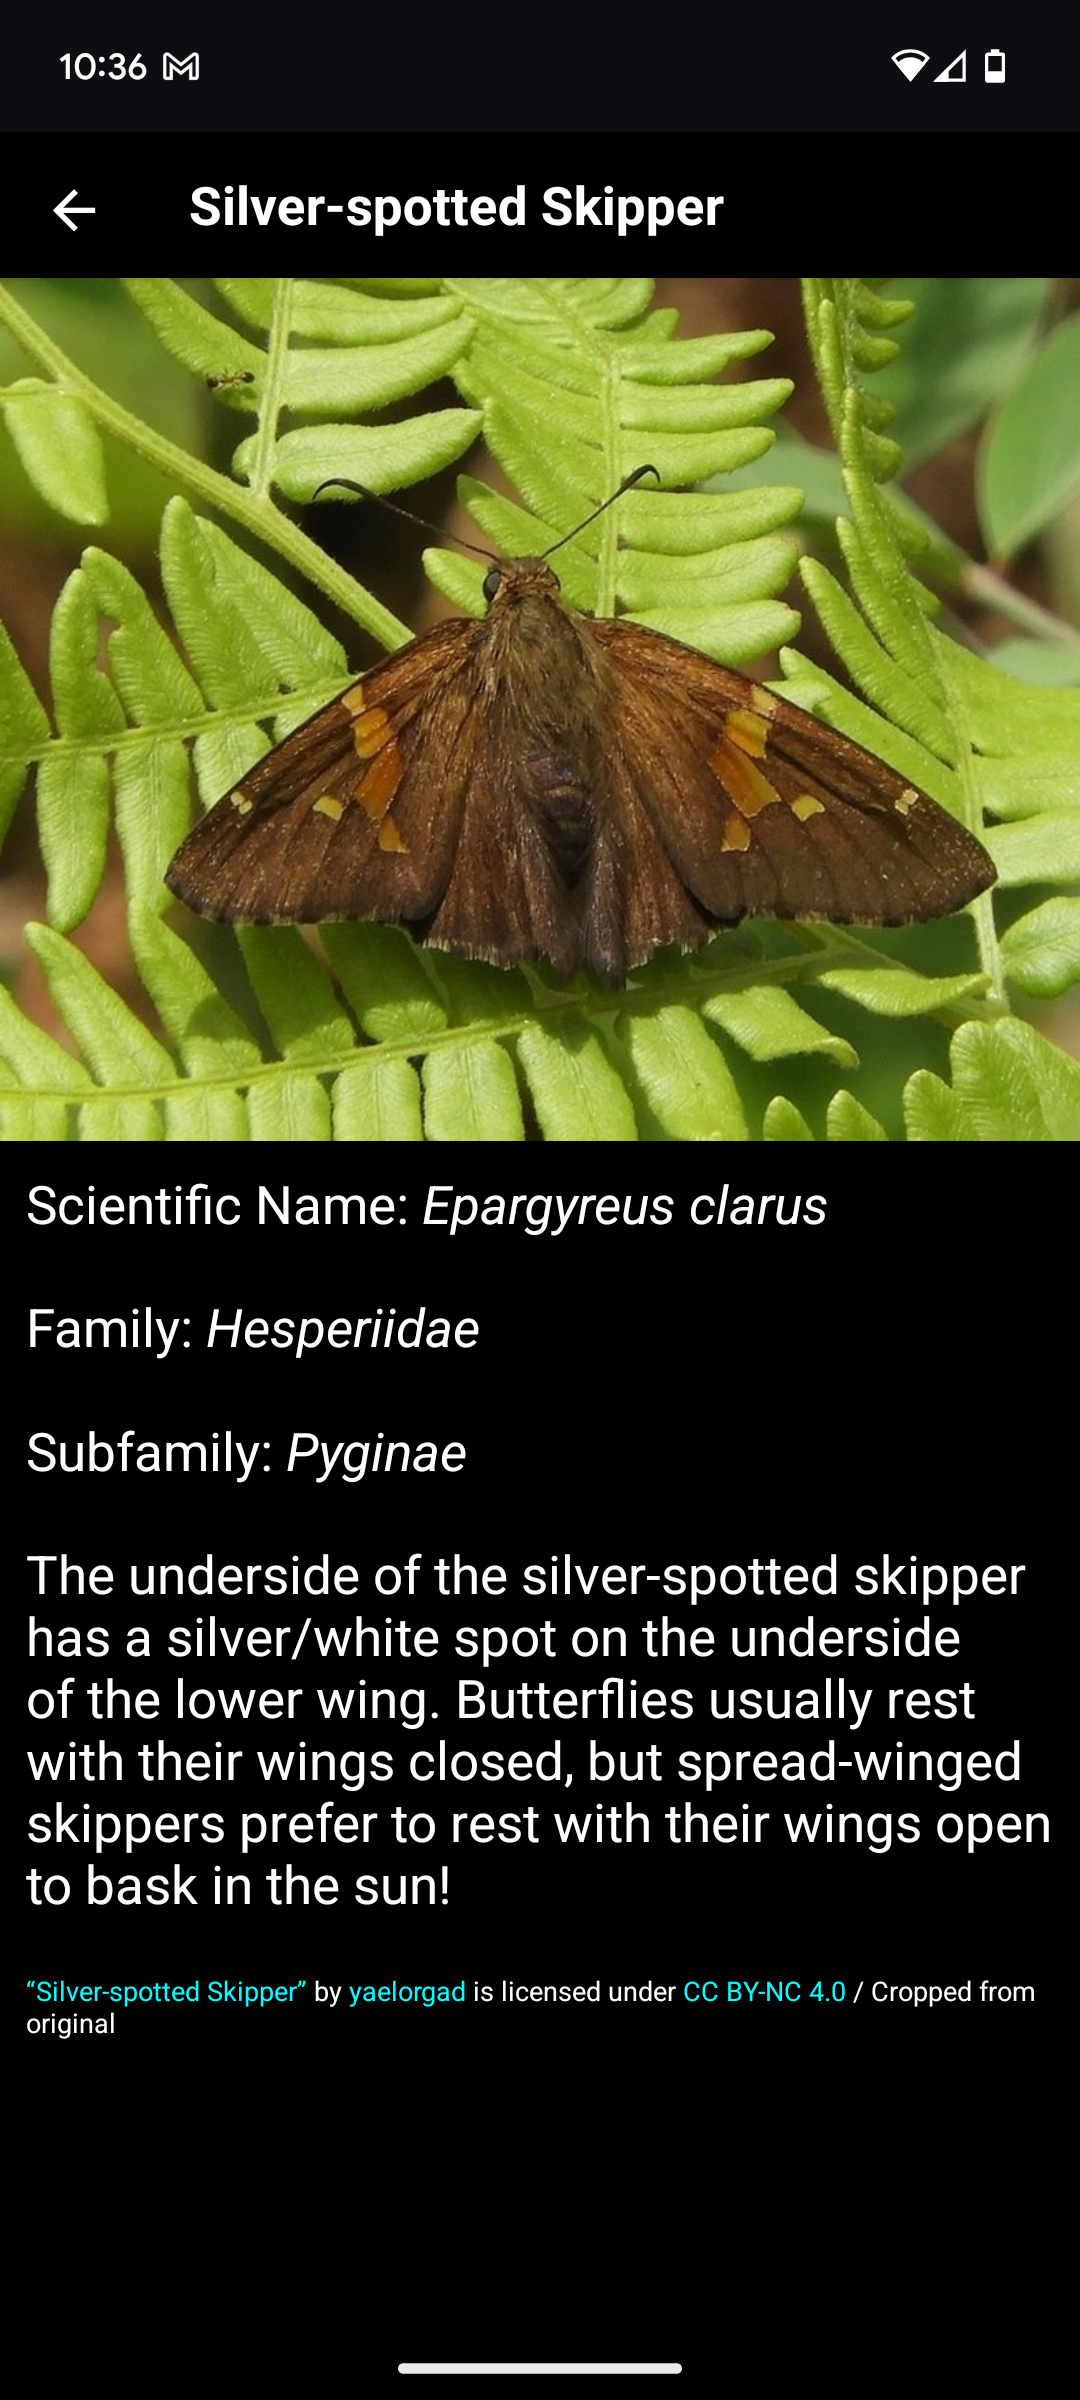 10:36
Silver-spotted Skipper
Scientific Name: Epargyreus clarus
Family: Hesperiidae
Subfamily: Pyginae
The underside of the silver-spotted skipper
has a silver/white spot on the underside
of the lower wing. Butterflies usually rest
with their wings closed, but spread-winged
skippers prefer to rest with their wings open
to bask in the sun!
“Silver-spotted Skipper” by yaelorgad is licensed under CC BY-NC 4.0 / Cropped from
original